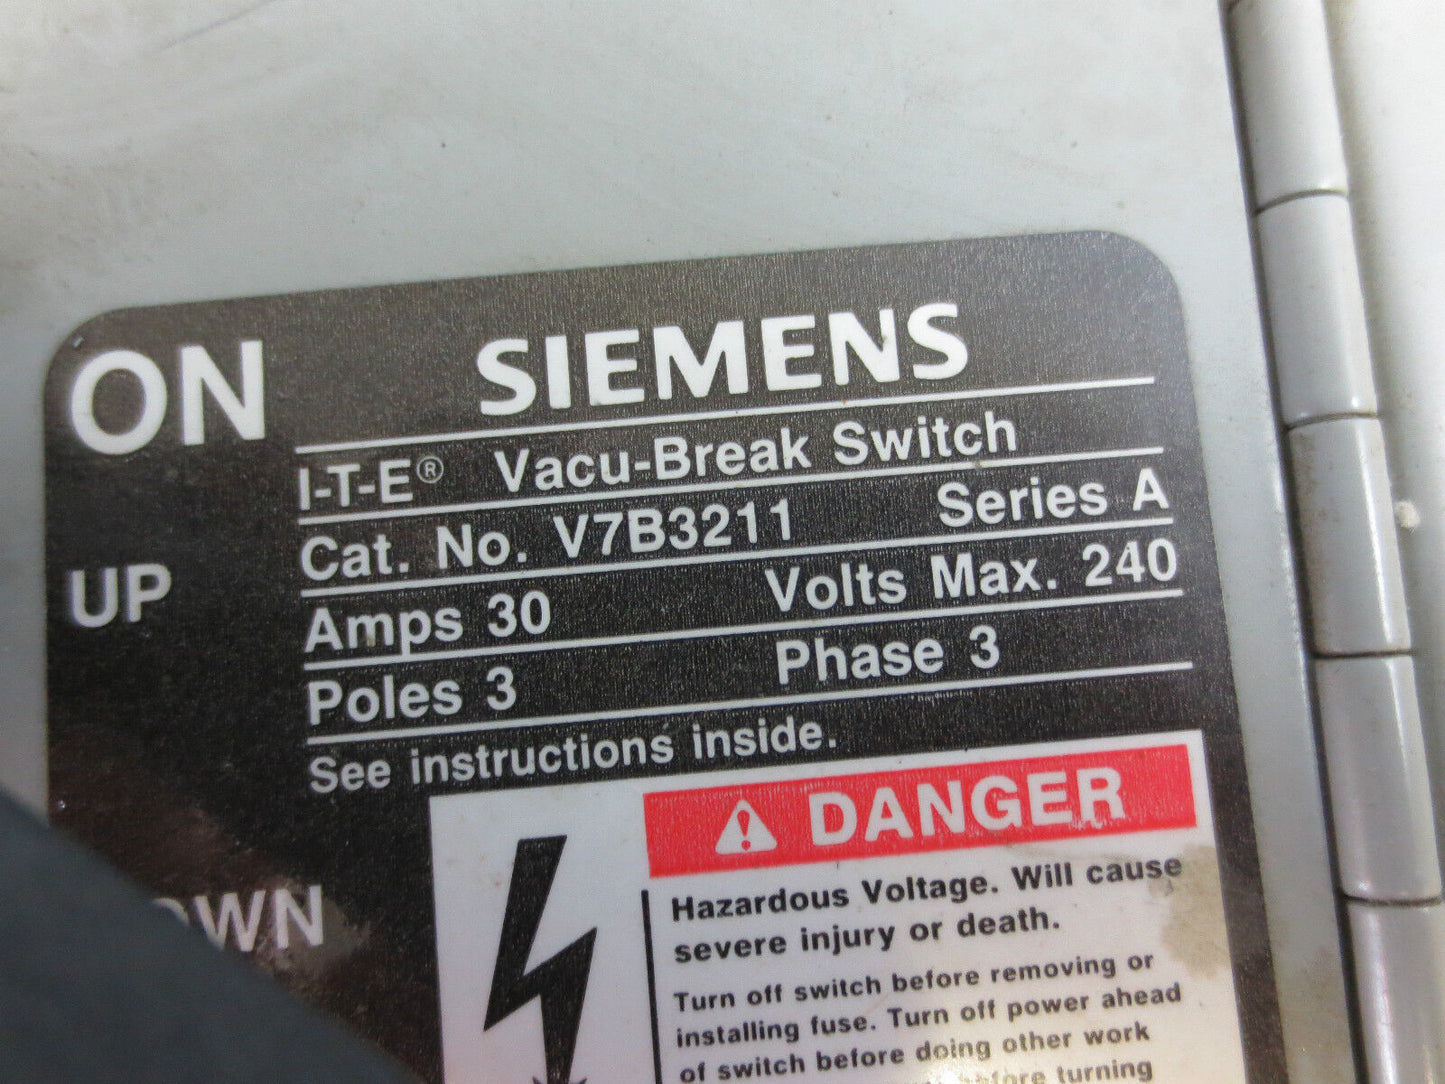 ON
SIEMENS
I-T-E® Vacu-Break Switch
Cat. No. V7B3211 Series A
UP
Amps 30 Volts Max. 240
Poles 3 Phase 3
See instructions inside.
DANGER
Hazardous Voltage. Will cause
severe injury or death.
Turn off switch before removing or
installing fuse. Turn off power ahead
of switch before doing other work
before turning